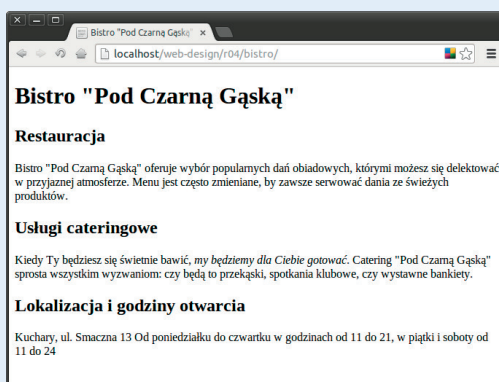 Bistro "Pod Czarną Gąską"
localhost/web-design/r04/bistro/
Bistro "Pod Czarną Gąską"
Restauracja
Bistro "Pod Czarną Gąską" oferuje wybór popularnych dań obiadowych, którymi możesz się delektować
w przyjaznej atmosferze. Menu jest często zmieniane, by zawsze serwować dania ze świeżych
produktów.
Usługi cateringowe
Kiedy Ty będziesz się świetnie bawić, my będziemy dla Ciebie gotować. Catering "Pod Czarną Gąską"
sprosta wszystkim wyzwaniom: czy będą to przekąski, spotkania klubowe, czy wystawne bankiety.
Lokalizacja i godziny otwarcia
Kuchary, ul. Smaczna 13 Od poniedziałku do czwartku w godzinach od 11 do 21, w piątki i soboty od
11 do 24